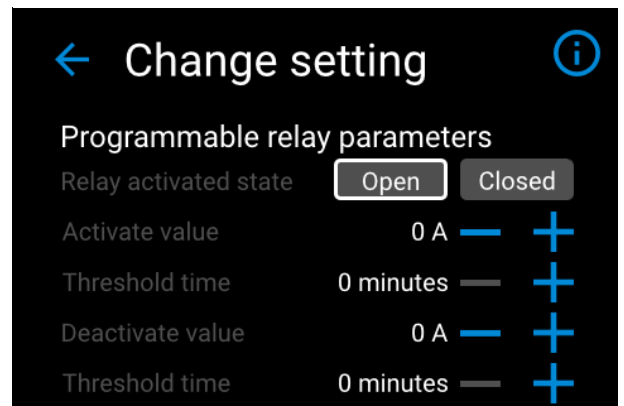 Change setting
Programmable relay parameters
Relay activated state Open Closed
Activate value 0 A
Threshold time 0 minutes
Deactivate value 0 A
Threshold time 0 minutes